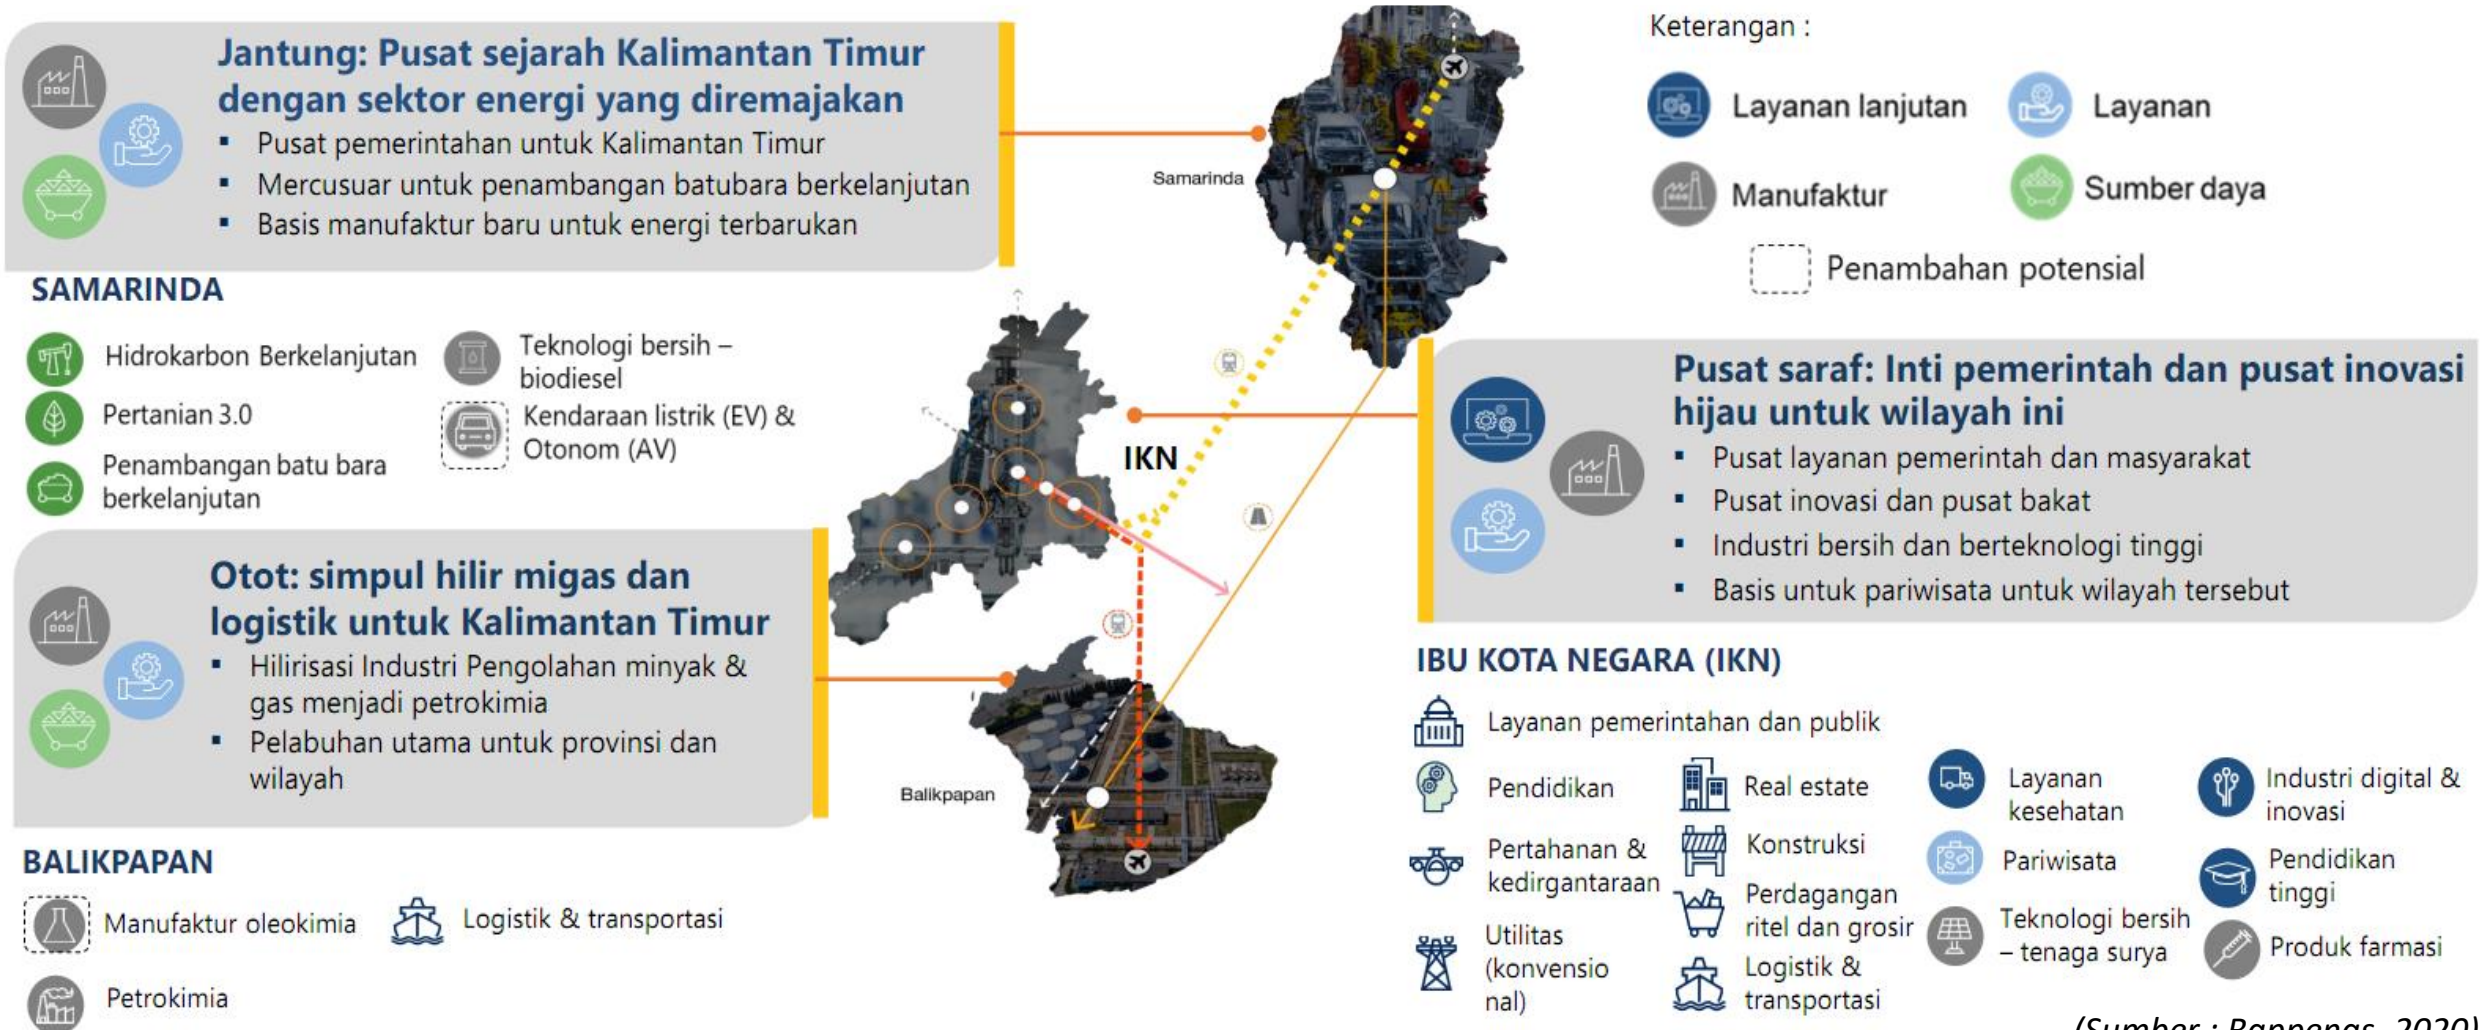 Jantung: Pusat sejarah Kalimantan Timur
dengan sektor energi yang diremajakan
▪ Pusat pemerintahan untuk Kalimantan Timur
▪ Mercusuar untuk penambangan batubara berkelanjutan
▪ Basis manufaktur baru untuk energi terbarukan
SAMARINDA
Hidrokarbon Berkelanjutan
Pertanian 3.0
Penambangan batu bara
berkelanjutan
Teknologi bersih –
biodiesel
Kendaraan listrik (EV) &
Otonom (AV)
Otot: simpul hilir migas dan
logistik untuk Kalimantan Timur
▪ Hilirisasi Industri Pengolahan minyak &
gas menjadi petrokimia
▪ Pelabuhan utama untuk provinsi dan
wilayah
BALIKPAPAN
Manufaktur oleokimia
Logistik & transportasi
Petrokimia
Samarinda
IKN
Balikpapan
Keterangan :
Layanan lanjutan
Layanan
Manufaktur
Sumber daya
Penambahan potensial
Pusat saraf: Inti pemerintah dan pusat inovasi
hijau untuk wilayah ini
▪ Pusat layanan pemerintah dan masyarakat
▪ Pusat inovasi dan pusat bakat
▪ Industri bersih dan berteknologi tinggi
▪ Basis untuk pariwisata untuk wilayah tersebut
IBU KOTA NEGARA (IKN)
Layanan pemerintahan dan publik
Pendidikan
Pertahanan &
kedirgantaraan
Utilitas
(konvensio
nal)
Real estate
Konstruksi
Perdagangan
ritel dan grosir
Logistik &
transportasi
Layanan
kesehatan
Pariwisata
Teknologi bersih
– tenaga surya
Industri digital &
inovasi
Pendidikan
tinggi
Produk farmasi
(Sumber : Bappenas, 2020)